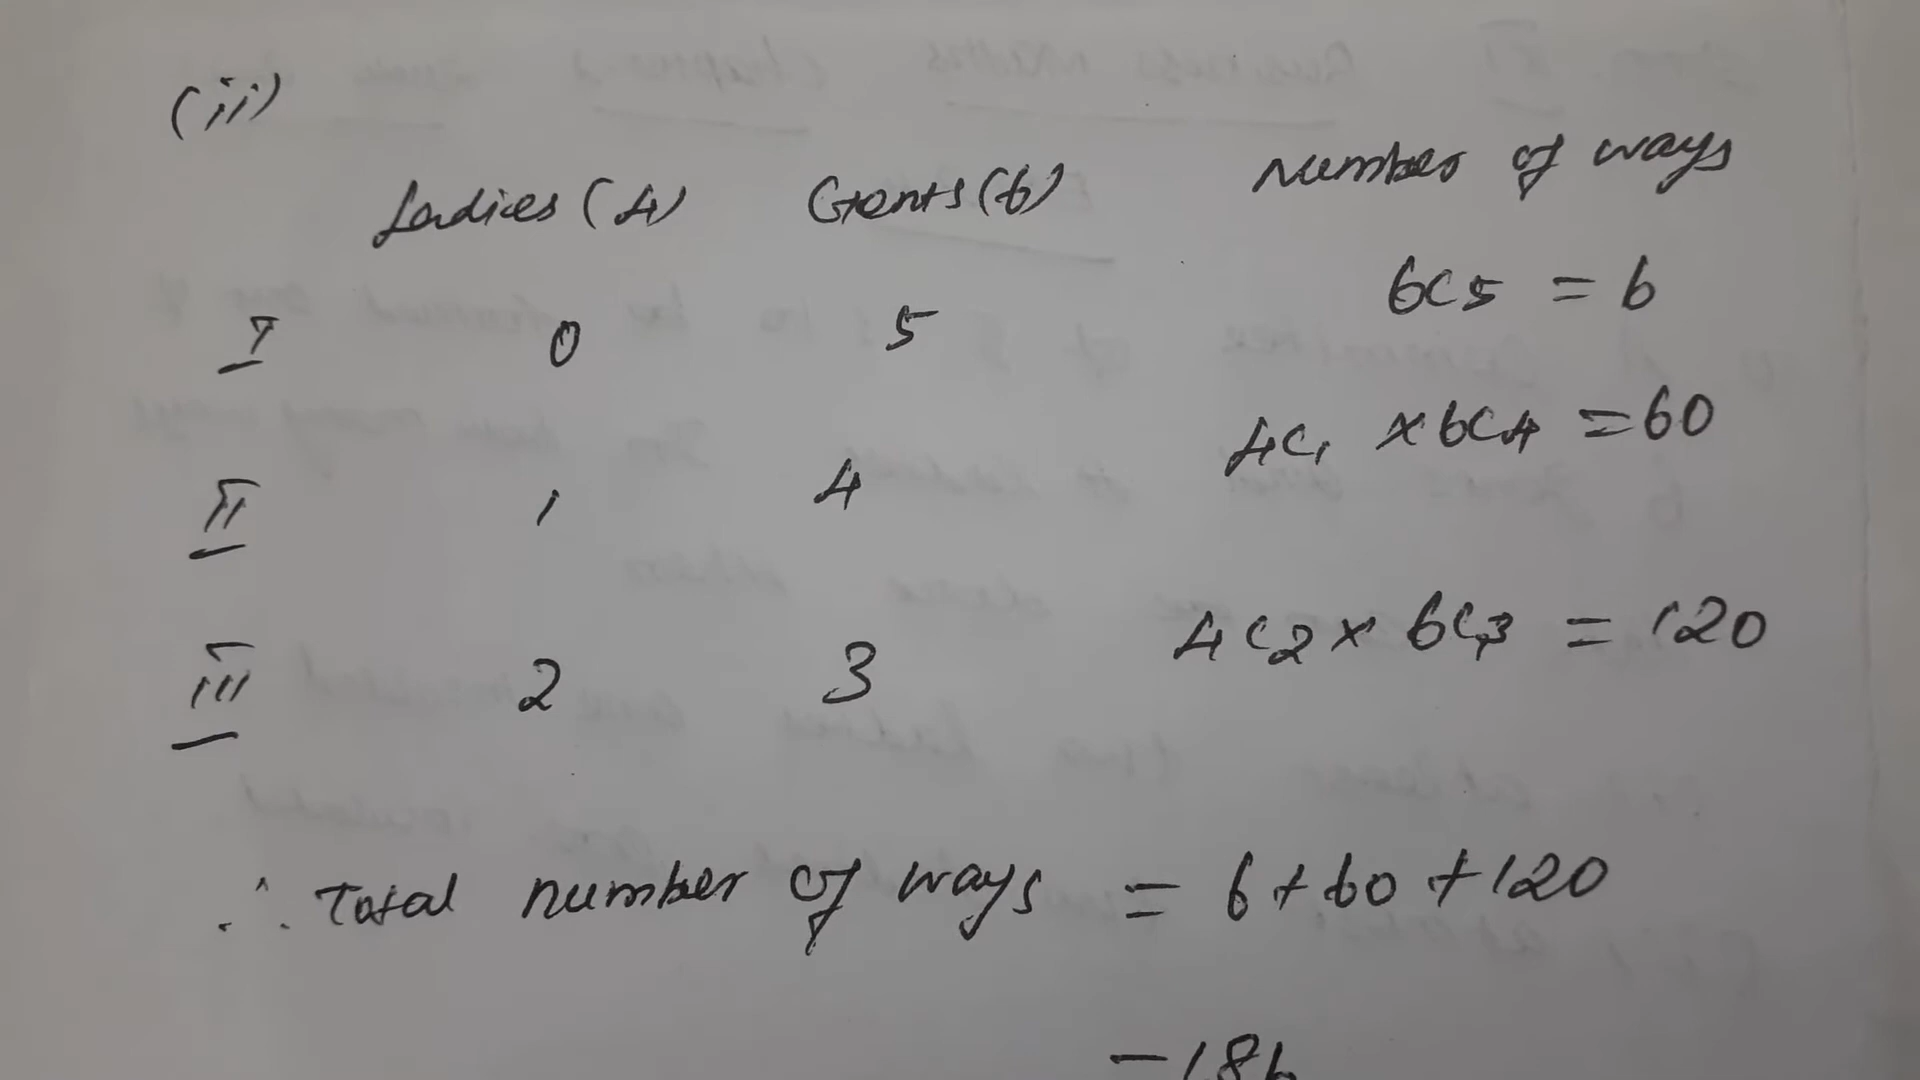 (ii)
Ladies (4) Gents (6) Number of ways
I 0 5 6C5 = 6
II 1 4 4C1 × 6C4 = 60
III 2 3 4C2 × 6C3 = 120
∴ Total number of ways = 6 + 60 + 120
= 186